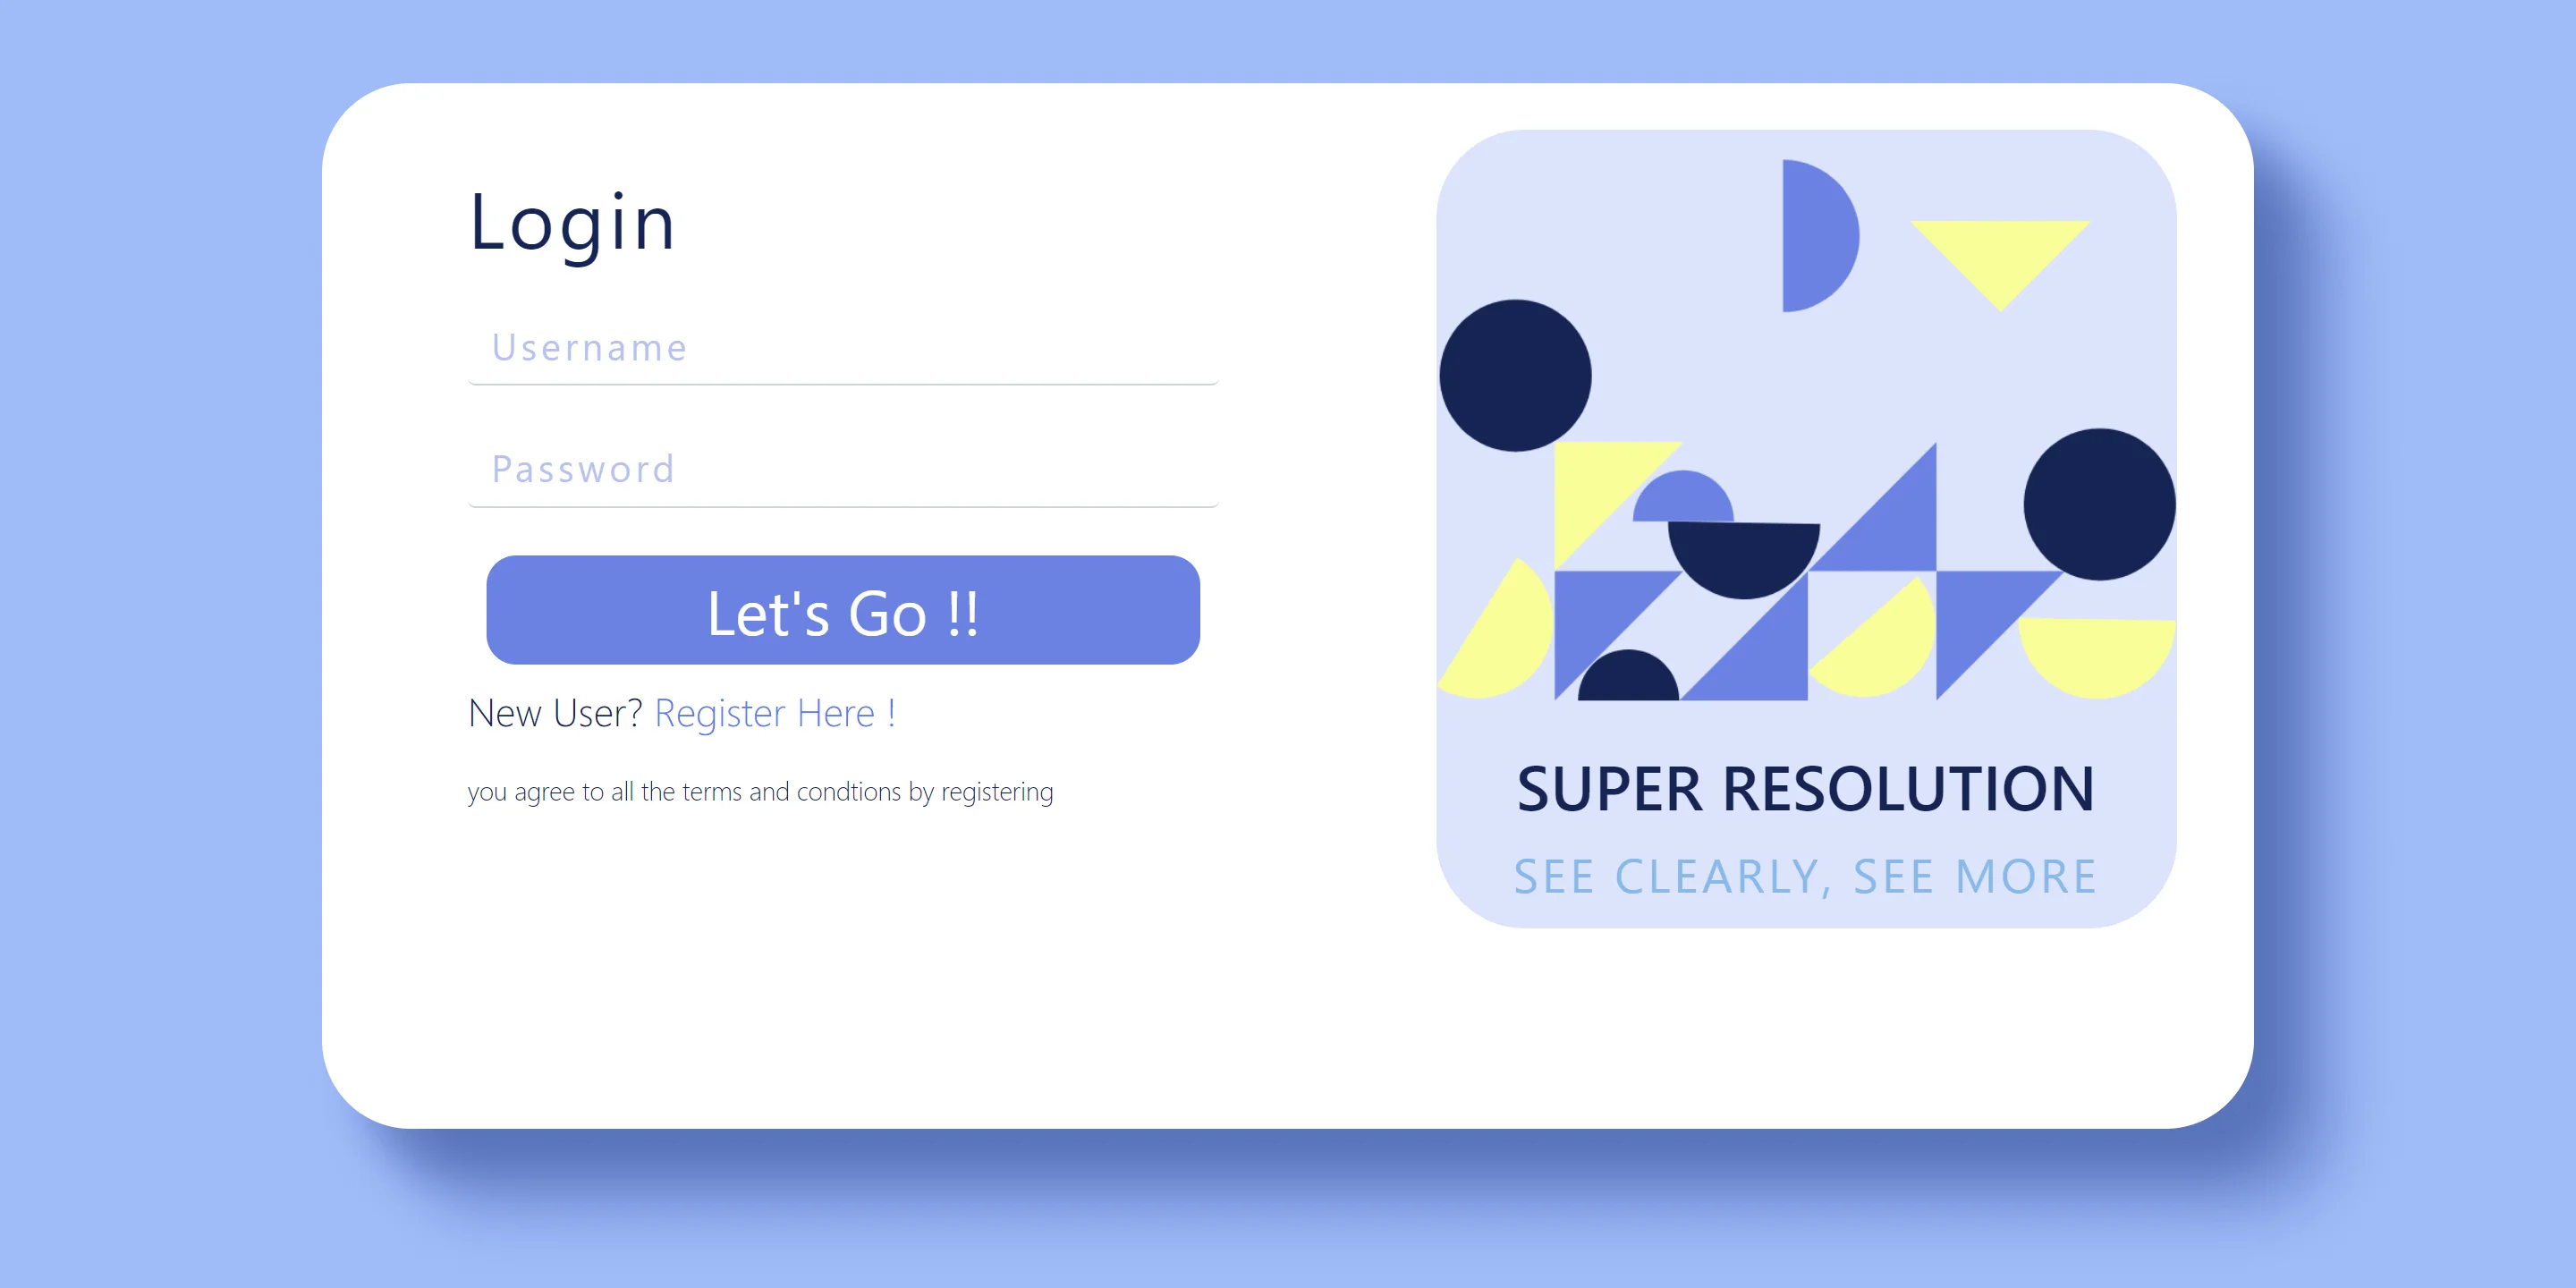 Login
Username
Password
Let's Go !!
New User? Register Here !
you agree to all the terms and condtions by registering
SUPER RESOLUTION
SEE CLEARLY, SEE MORE